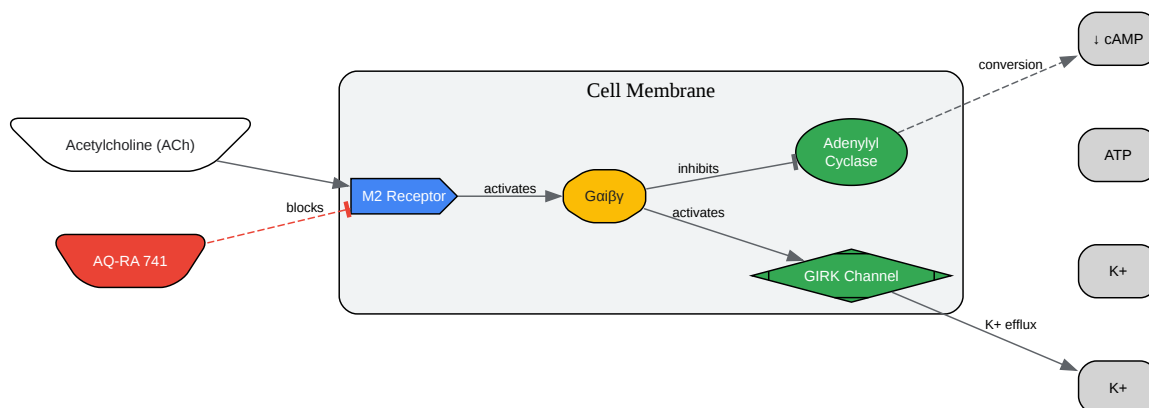 ↓ cAMP
conversion
Cell Membrane
Acetylcholine (ACh)
Adenylyl
Cyclase
ATP
inhibits
M2 Receptor
activates
Gαiβγ
blocks
activates
AQ-RA 741
GIRK Channel
K+
K+ efflux
K+